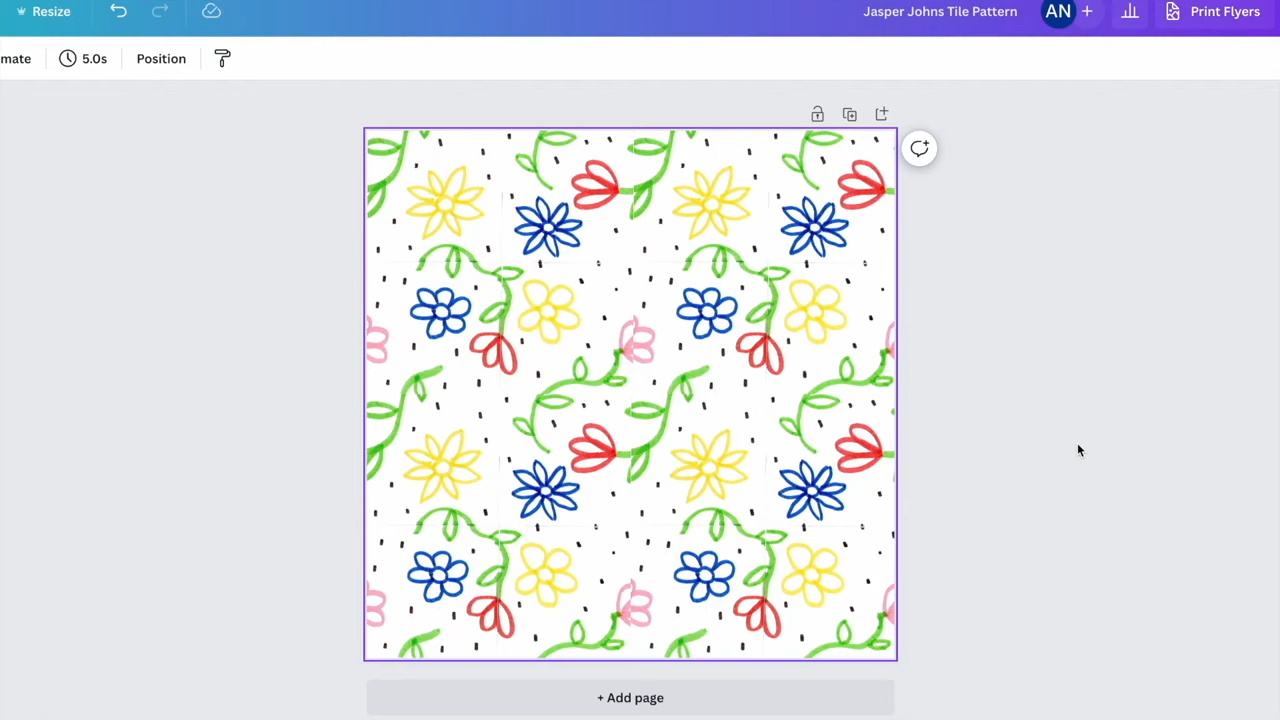 Resize
Jasper Johns Tile Pattern
AN
Print Flyers
mate
5.0s
Position
+ Add page